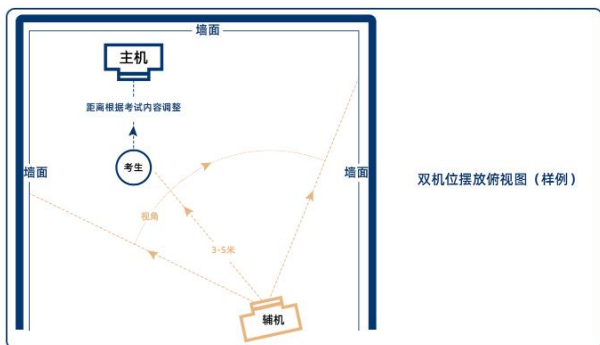 墙面
主机
距离根据考试内容调整
考生
墙面
墙面
双机位摆放俯视图（样例）
视角
3-5米
辅机